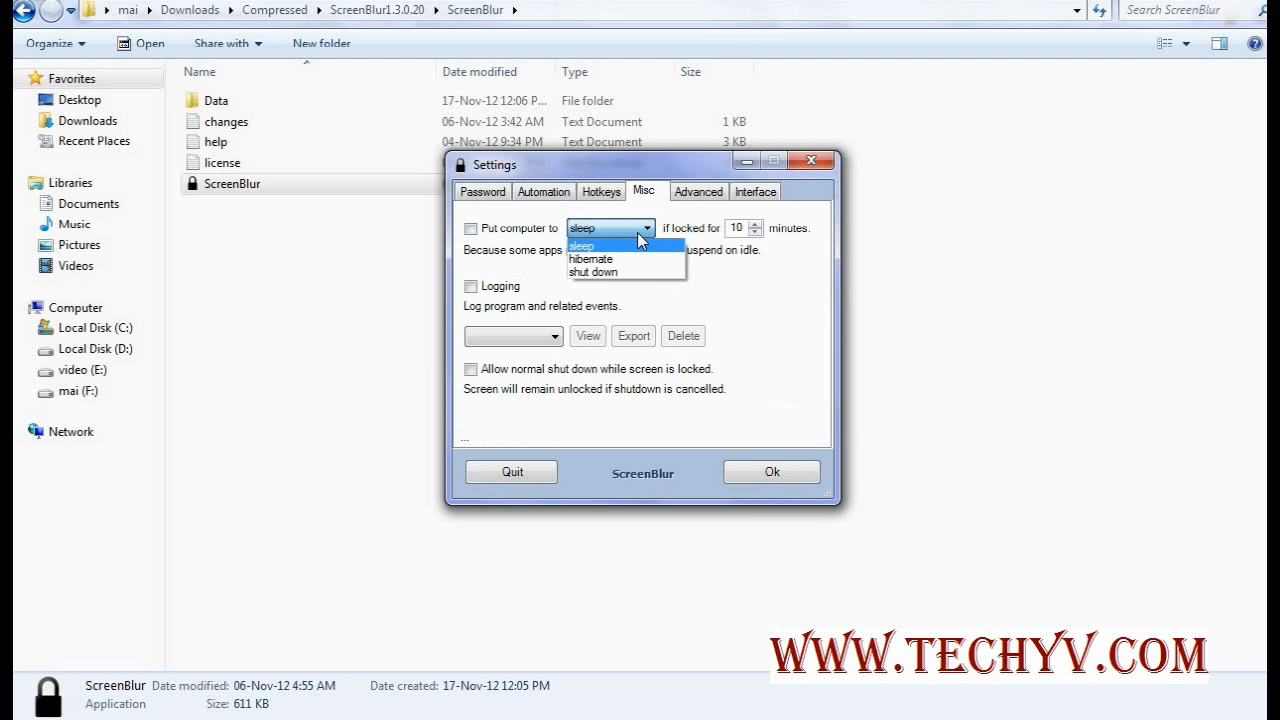 mai ▸ Downloads ▸ Compressed ▸ ScreenBlur1.3.0.20 ▸ ScreenBlur ▸
Search ScreenBlur
Organize Open Share with New folder
Name Date modified Type Size
Favorites
Desktop
Downloads
Recent Places
Libraries
Documents
Music
Pictures
Videos
Computer
Local Disk (C:)
Local Disk (D:)
video (E:)
mai (F:)
Network
Data 17-Nov-12 12:06 P... File folder
changes 06-Nov-12 3:42 AM Text Document 1 KB
help 04-Nov-12 9:34 PM Text Document 3 KB
license
ScreenBlur
Settings
Password Automation Hotkeys Misc Advanced Interface
Put computer to sleep if locked for 10 minutes.
sleep
hibernate
shut down
Because some apps uspend on idle.
Logging
Log program and related events.
View Export Delete
Allow normal shut down while screen is locked.
Screen will remain unlocked if shutdown is cancelled.
...
Quit ScreenBlur Ok
WWW.TECHYV.COM
ScreenBlur Date modified: 06-Nov-12 4:55 AM Date created: 17-Nov-12 12:05 PM
Application Size: 611 KB